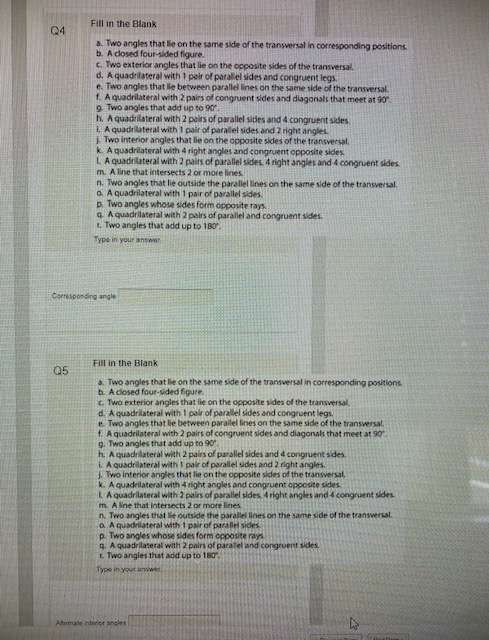 Q4
Fill in the Blank
a. Two angles that lie on the same side of the transversal in corresponding positions.
b. A closed four-sided figure.
c. Two exterior angles that lie on the opposite sides of the transversal.
d. A quadrilateral with 1 pair of parallel sides and congruent legs.
e. Two angles that lie between parallel lines on the same side of the transversal.
f. A quadrilateral with 2 pairs of congruent sides and diagonals that meet at 90°.
g. Two angles that add up to 90°.
h. A quadrilateral with 2 pairs of parallel sides and 4 congruent sides.
i. A quadrilateral with 1 pair of parallel sides and 2 right angles.
j. Two interior angles that lie on the opposite sides of the transversal.
k. A quadrilateral with 4 right angles and congruent opposite sides.
l. A quadrilateral with 2 pairs of parallel sides, 4 right angles and 4 congruent sides.
m. A line that intersects 2 or more lines.
n. Two angles that lie outside the parallel lines on the same side of the transversal.
o. A quadrilateral with 1 pair of parallel sides.
p. Two angles whose sides form opposite rays.
q. A quadrilateral with 2 pairs of parallel and congruent sides.
r. Two angles that add up to 180°.
Type in your answer.
Corresponding angle
Q5
Fill in the Blank
a. Two angles that lie on the same side of the transversal in corresponding positions.
b. A closed four-sided figure.
c. Two exterior angles that lie on the opposite sides of the transversal.
d. A quadrilateral with 1 pair of parallel sides and congruent legs.
e. Two angles that lie between parallel lines on the same side of the transversal.
f. A quadrilateral with 2 pairs of congruent sides and diagonals that meet at 90°.
g. Two angles that add up to 90°.
h. A quadrilateral with 2 pairs of parallel sides and 4 congruent sides.
i. A quadrilateral with 1 pair of parallel sides and 2 right angles.
j. Two interior angles that lie on the opposite sides of the transversal.
k. A quadrilateral with 4 right angles and congruent opposite sides.
l. A quadrilateral with 2 pairs of parallel sides, 4 right angles and 4 congruent sides.
m. A line that intersects 2 or more lines.
n. Two angles that lie outside the parallel lines on the same side of the transversal.
o. A quadrilateral with 1 pair of parallel sides.
p. Two angles whose sides form opposite rays.
q. A quadrilateral with 2 pairs of parallel and congruent sides.
r. Two angles that add up to 180°.
Type in your answer.
Alternate interior angles